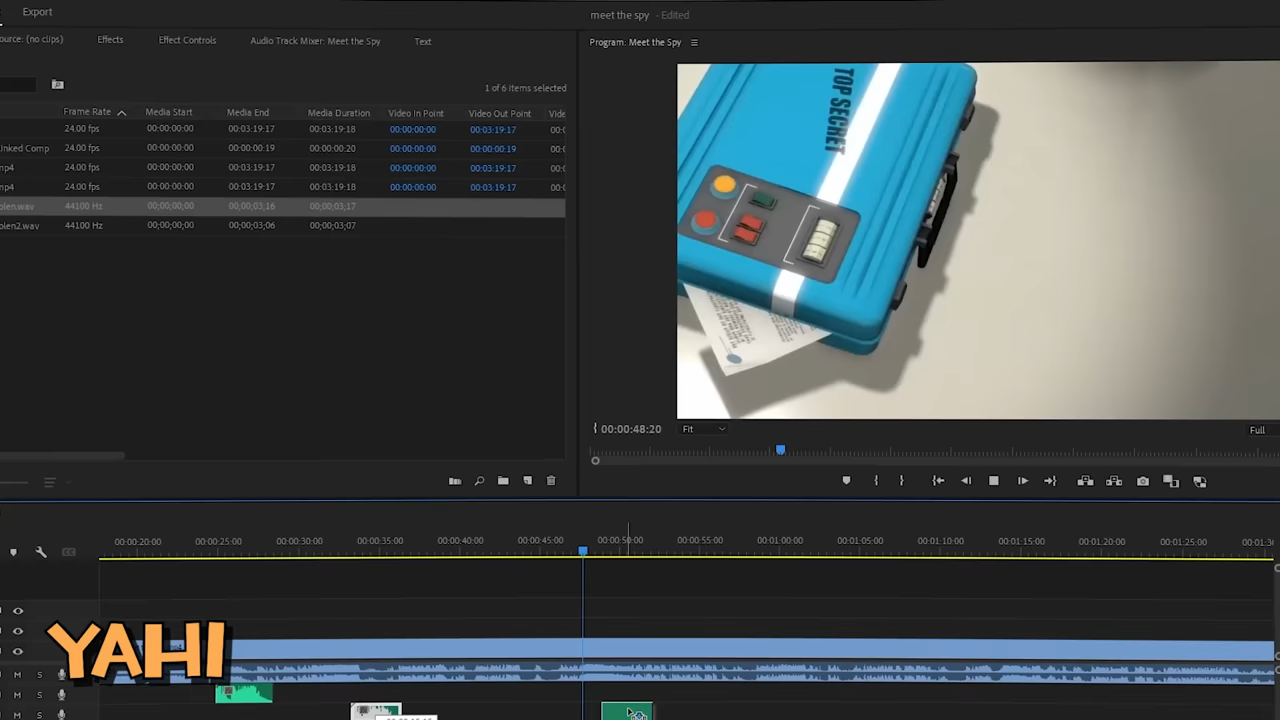 Export
meet the spy - Edited
ource: (no clips)
Effects
Effect Controls
Audio Track Mixer: Meet the Spy
Text
Program: Meet the Spy
1 of 6 items selected
Frame Rate Media Start Media End Media Duration Video In Point Video Out Point Vide
24.00 fps 00:00:00:00 00:03:19:17 00:03:19:18 00:00:00:00 00:03:19:17 00:0
Linked Comp 24.00 fps 00:00:00:00 00:00:00:19 00:00:00:20 00:00:00:00 00:00:00:19 00:0
mp4 24.00 fps 00:00:00:00 00:03:19:17 00:03:19:18 00:00:00:00 00:03:19:17 00:0
mp4 24.00 fps 00:00:00:00 00:03:19:17 00:03:19:18 00:00:00:00 00:03:19:17 00:0
olen.wav 44100 Hz 00;00;00;00 00;00;03;16 00;00;03;17
olen2.wav 44100 Hz 00;00;00;00 00;00;03;06 00;00;03;07
TOP SECRET
00:00:48:20
Fit
Full
00:00:20:00 00:00:25:00 00:00:30:00 00:00:35:00 00:00:40:00 00:00:45:00 00:00:50:00 00:00:55:00 00:01:00:00 00:01:05:00 00:01:10:00 00:01:15:00 00:01:20:00 00:01:25:00 00:01:30
YAHI
M S
M S